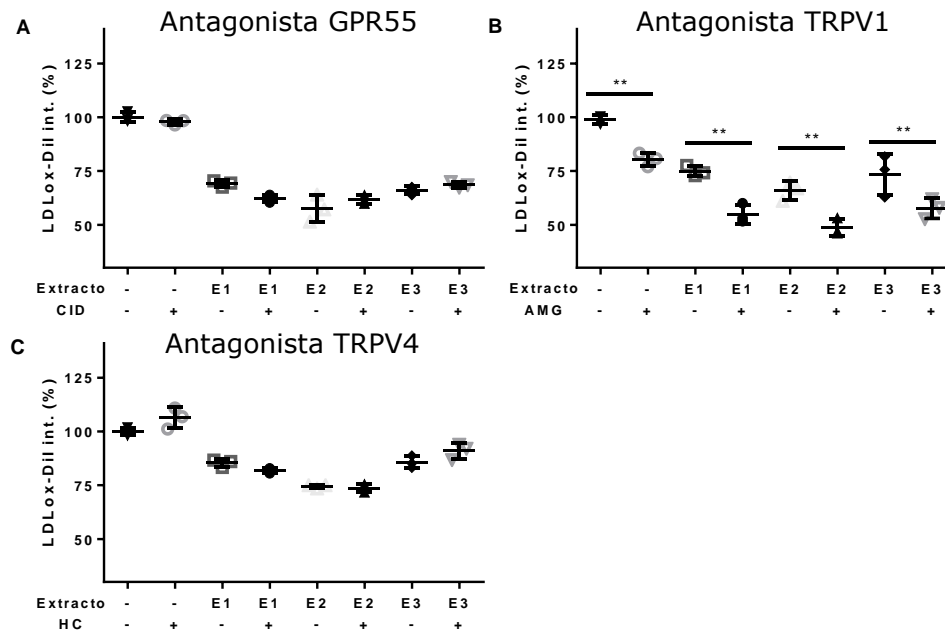 A Antagonista GPR55
LDLox-DiI int. (%)
125
100
75
50
Extracto - - E1 E1 E2 E2 E3 E3
CID - + - + - + - +
B Antagonista TRPV1
LDLox-DiI int. (%)
125
100
75
50
** ** ** **
Extracto - - E1 E1 E2 E2 E3 E3
AMG - + - + - + - +
C Antagonista TRPV4
LDLox-DiI int. (%)
125
100
75
50
Extracto - - E1 E1 E2 E2 E3 E3
HC - + - + - + - +